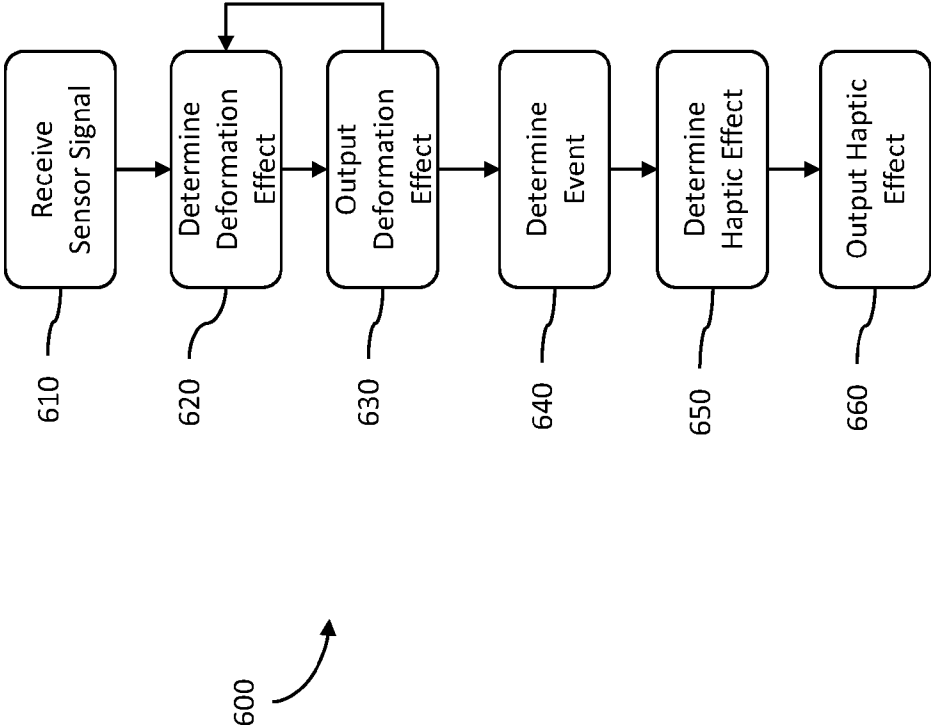 600
610
Receive
Sensor Signal
620
Determine
Deformation
Effect
630
Output
Deformation
Effect
640
Determine
Event
650
Determine
Haptic Effect
660
Output Haptic
Effect